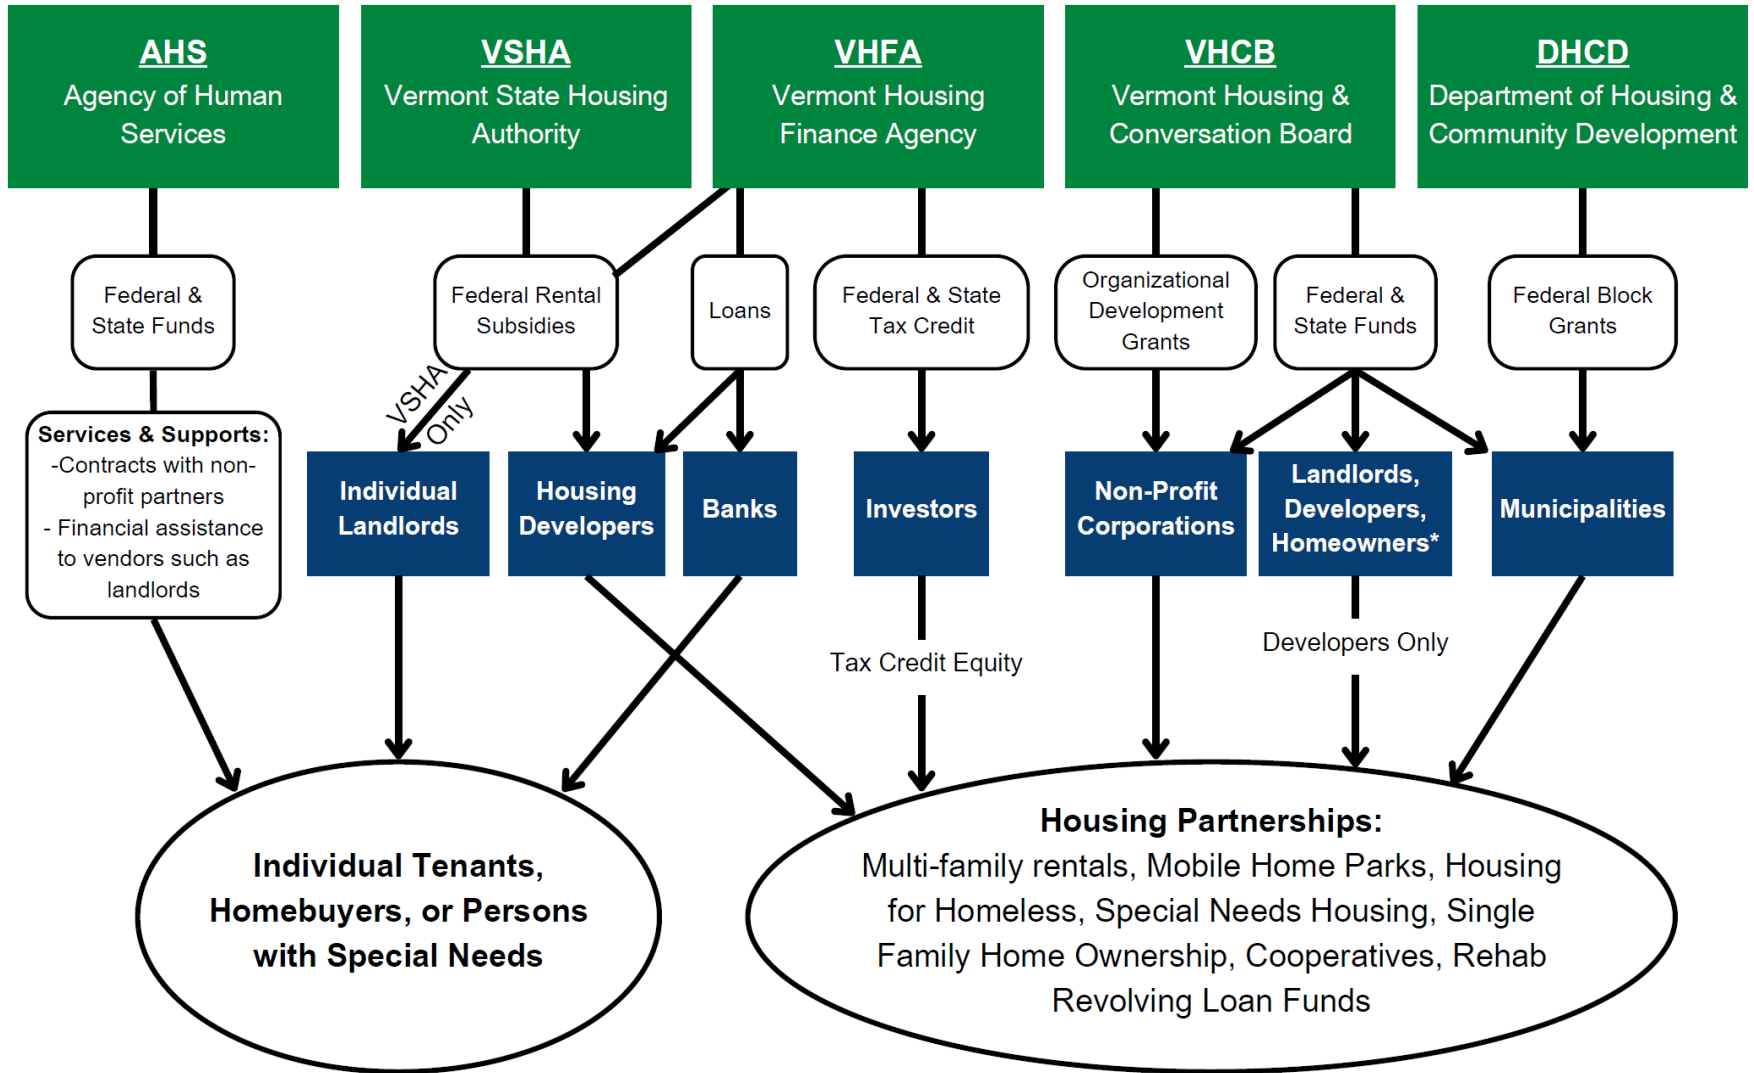 AHS
Agency of Human
Services
VSHA
Vermont State Housing
Authority
VHFA
Vermont Housing
Finance Agency
VHCB
Vermont Housing &
Conversation Board
DHCD
Department of Housing &
Community Development
Federal &
State Funds
Federal Rental
Subsidies
Loans
Federal & State
Tax Credit
Organizational
Development
Grants
Federal &
State Funds
Federal Block
Grants
VSHA
Only
Services & Supports:
-Contracts with non-
profit partners
- Financial assistance
to vendors such as
landlords
Individual
Landlords
Housing
Developers
Banks
Investors
Non-Profit
Corporations
Landlords,
Developers,
Homeowners*
Municipalities
Tax Credit Equity
Developers Only
Individual Tenants,
Homebuyers, or Persons
with Special Needs
Housing Partnerships:
Multi-family rentals, Mobile Home Parks, Housing
for Homeless, Special Needs Housing, Single
Family Home Ownership, Cooperatives, Rehab
Revolving Loan Funds